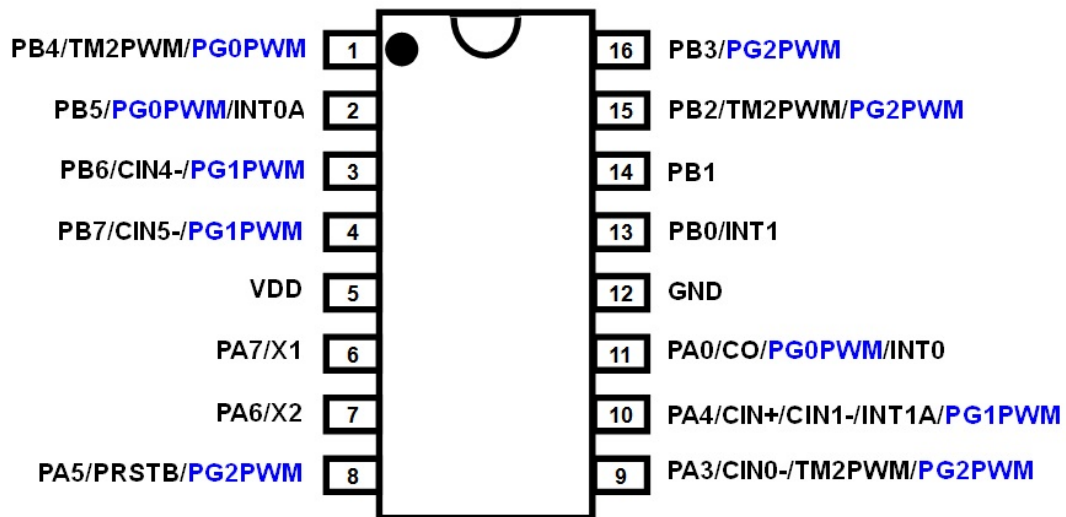 PB4/TM2PWM/PG0PWM 1 16 PB3/PG2PWM
PB5/PG0PWM/INT0A 2 15 PB2/TM2PWM/PG2PWM
PB6/CIN4-/PG1PWM 3 14 PB1
PB7/CIN5-/PG1PWM 4 13 PB0/INT1
VDD 5 12 GND
PA7/X1 6 11 PA0/CO/PG0PWM/INT0
PA6/X2 7 10 PA4/CIN+/CIN1-/INT1A/PG1PWM
PA5/PRSTB/PG2PWM 8 9 PA3/CIN0-/TM2PWM/PG2PWM